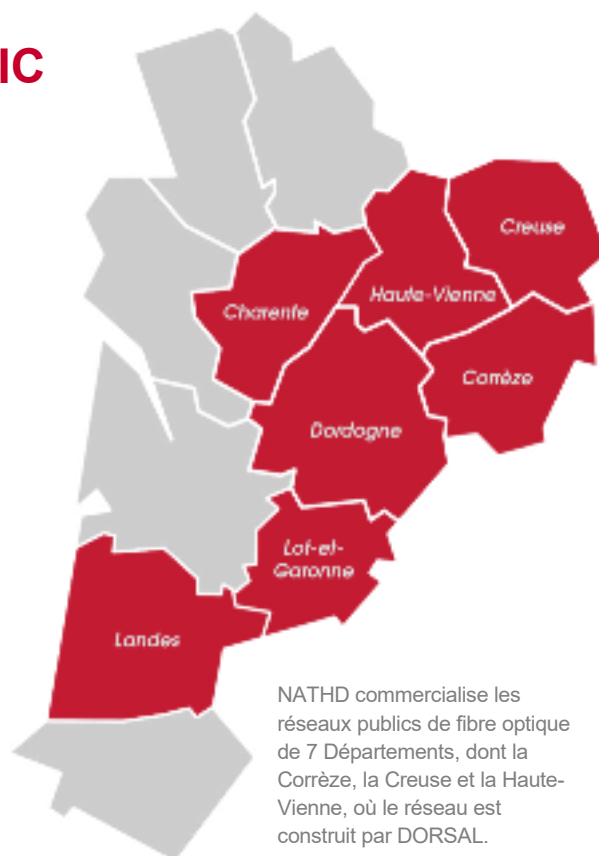 IC
Creuse
Haute-Vienne
Charente
Corrèze
Dordogne
Lot-et-
Garonne
Landes
NATHD commercialise les
réseaux publics de fibre optique
de 7 Départements, dont la
Corrèze, la Creuse et la Haute-
Vienne, où le réseau est
construit par DORSAL.